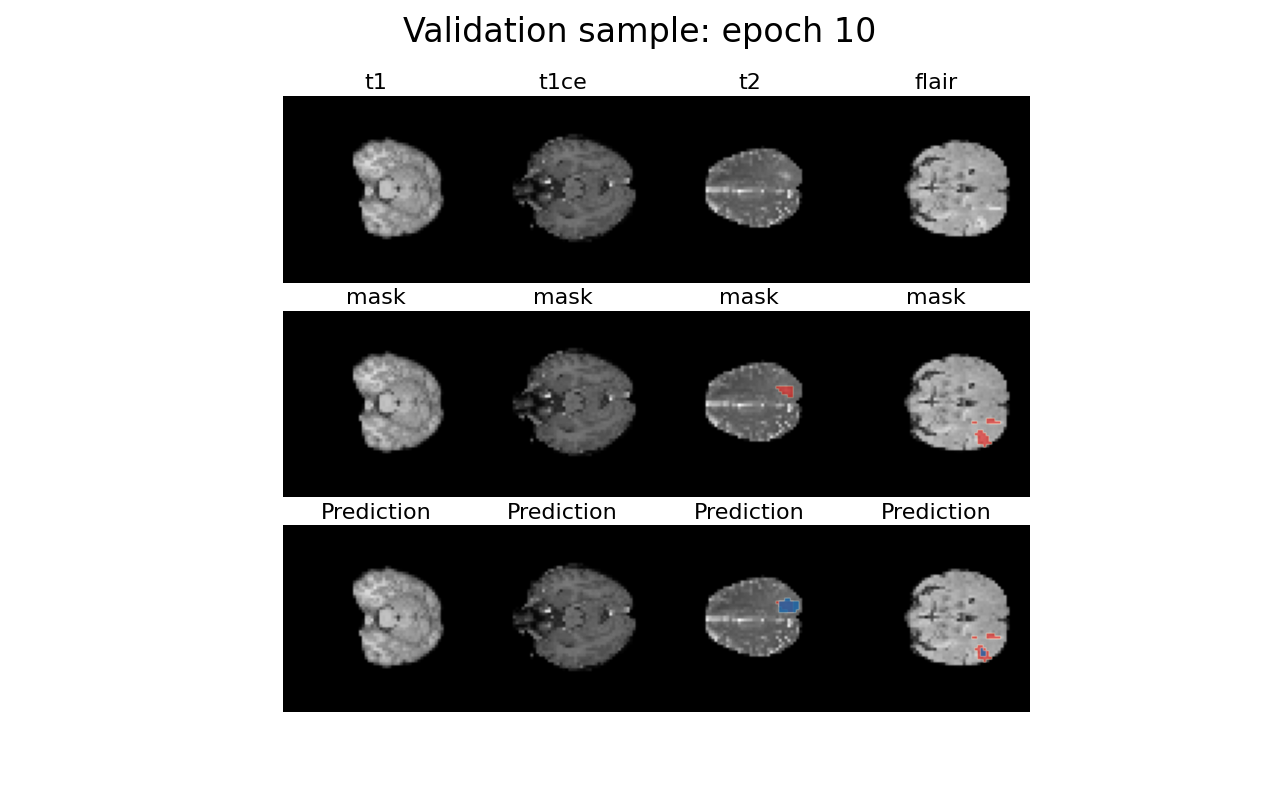 Validation sample: epoch 10
t1 t1ce t2 flair
mask mask mask mask
Prediction Prediction Prediction Prediction